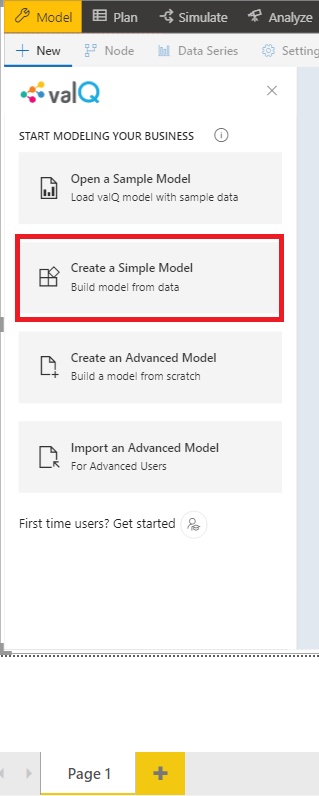 Model Plan Simulate Analyze
New Node Data Series Setting
valQ
START MODELING YOUR BUSINESS
Open a Sample Model
Load valQ model with sample data
Create a Simple Model
Build model from data
Create an Advanced Model
Build a model from scratch
Import an Advanced Model
For Advanced Users
First time users? Get started
Page 1